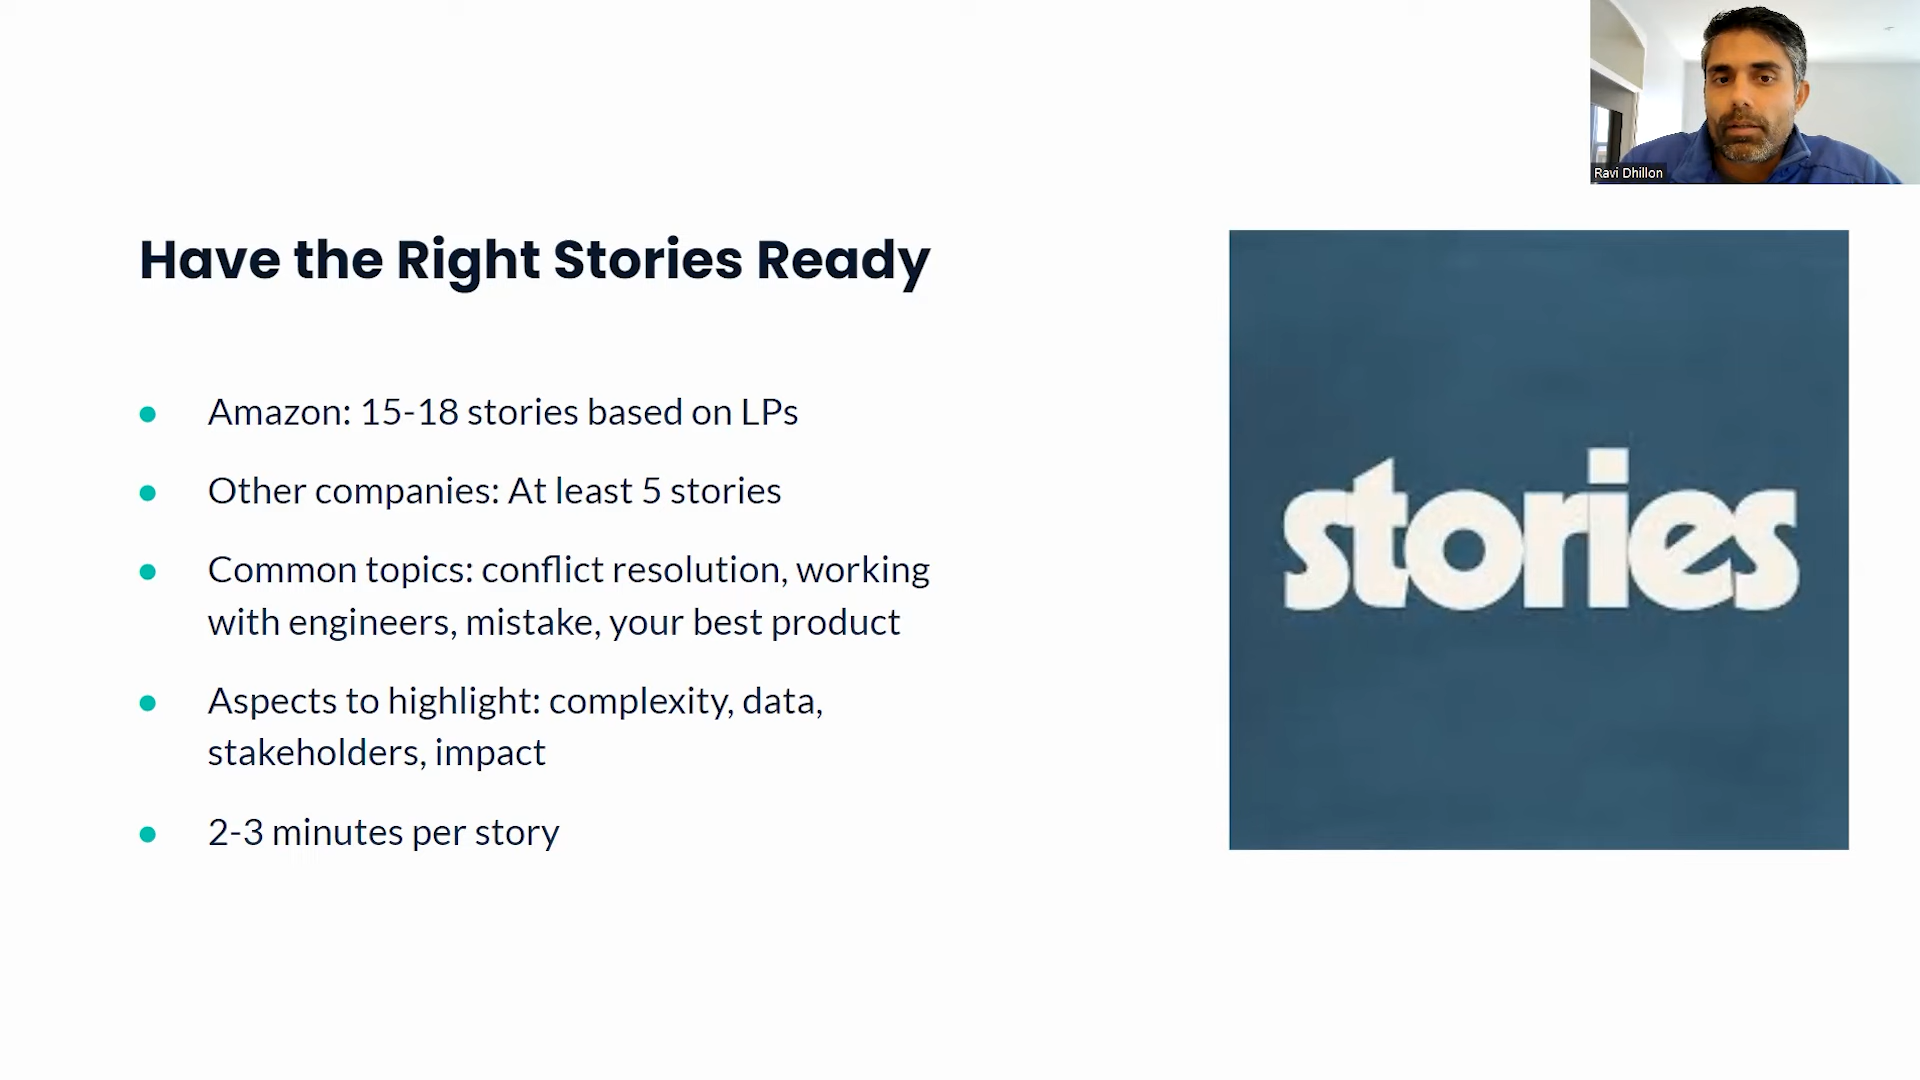 Ravi Dhillon
Have the Right Stories Ready
Amazon: 15-18 stories based on LPs
Other companies: At least 5 stories
Common topics: conflict resolution, working
with engineers, mistake, your best product
Aspects to highlight: complexity, data,
stakeholders, impact
2-3 minutes per story
stories